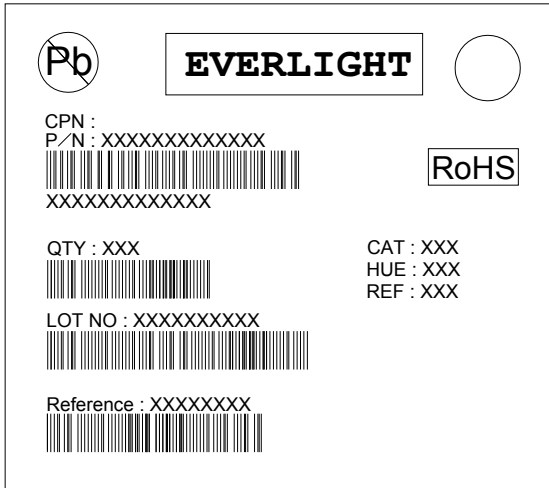 Pb
EVERLIGHT
CPN :
P/N : XXXXXXXXXXXXX
RoHS
XXXXXXXXXXXXX
QTY : XXX
CAT : XXX
HUE : XXX
REF : XXX
LOT NO : XXXXXXXXXX
Reference : XXXXXXXX